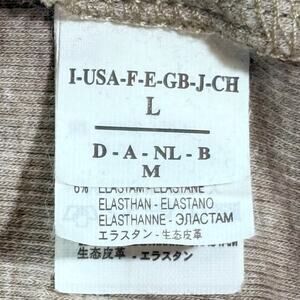 I-USA-F-E-GB-J-CH
L
D - A - NL - B
M
6% ELASTAM - ELASTANE
ELASTHAN - ELASTANO
ELASTHANNE - ЭЛАСТАМ
エラスタン - 生态皮革
生态皮革 - エラスタン